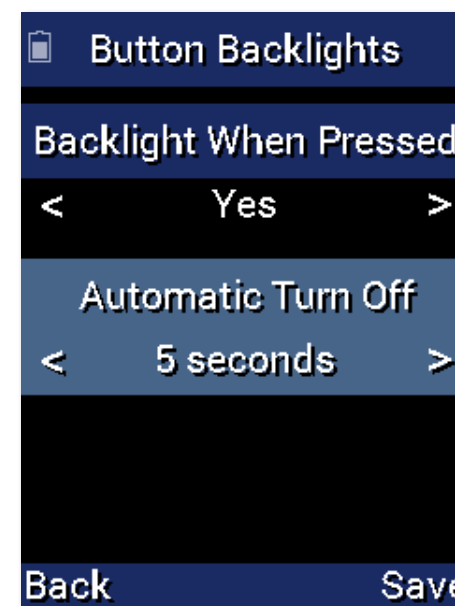 Button Backlights
Backlight When Pressed
< Yes >
Automatic Turn Off
< 5 seconds >
Back Save